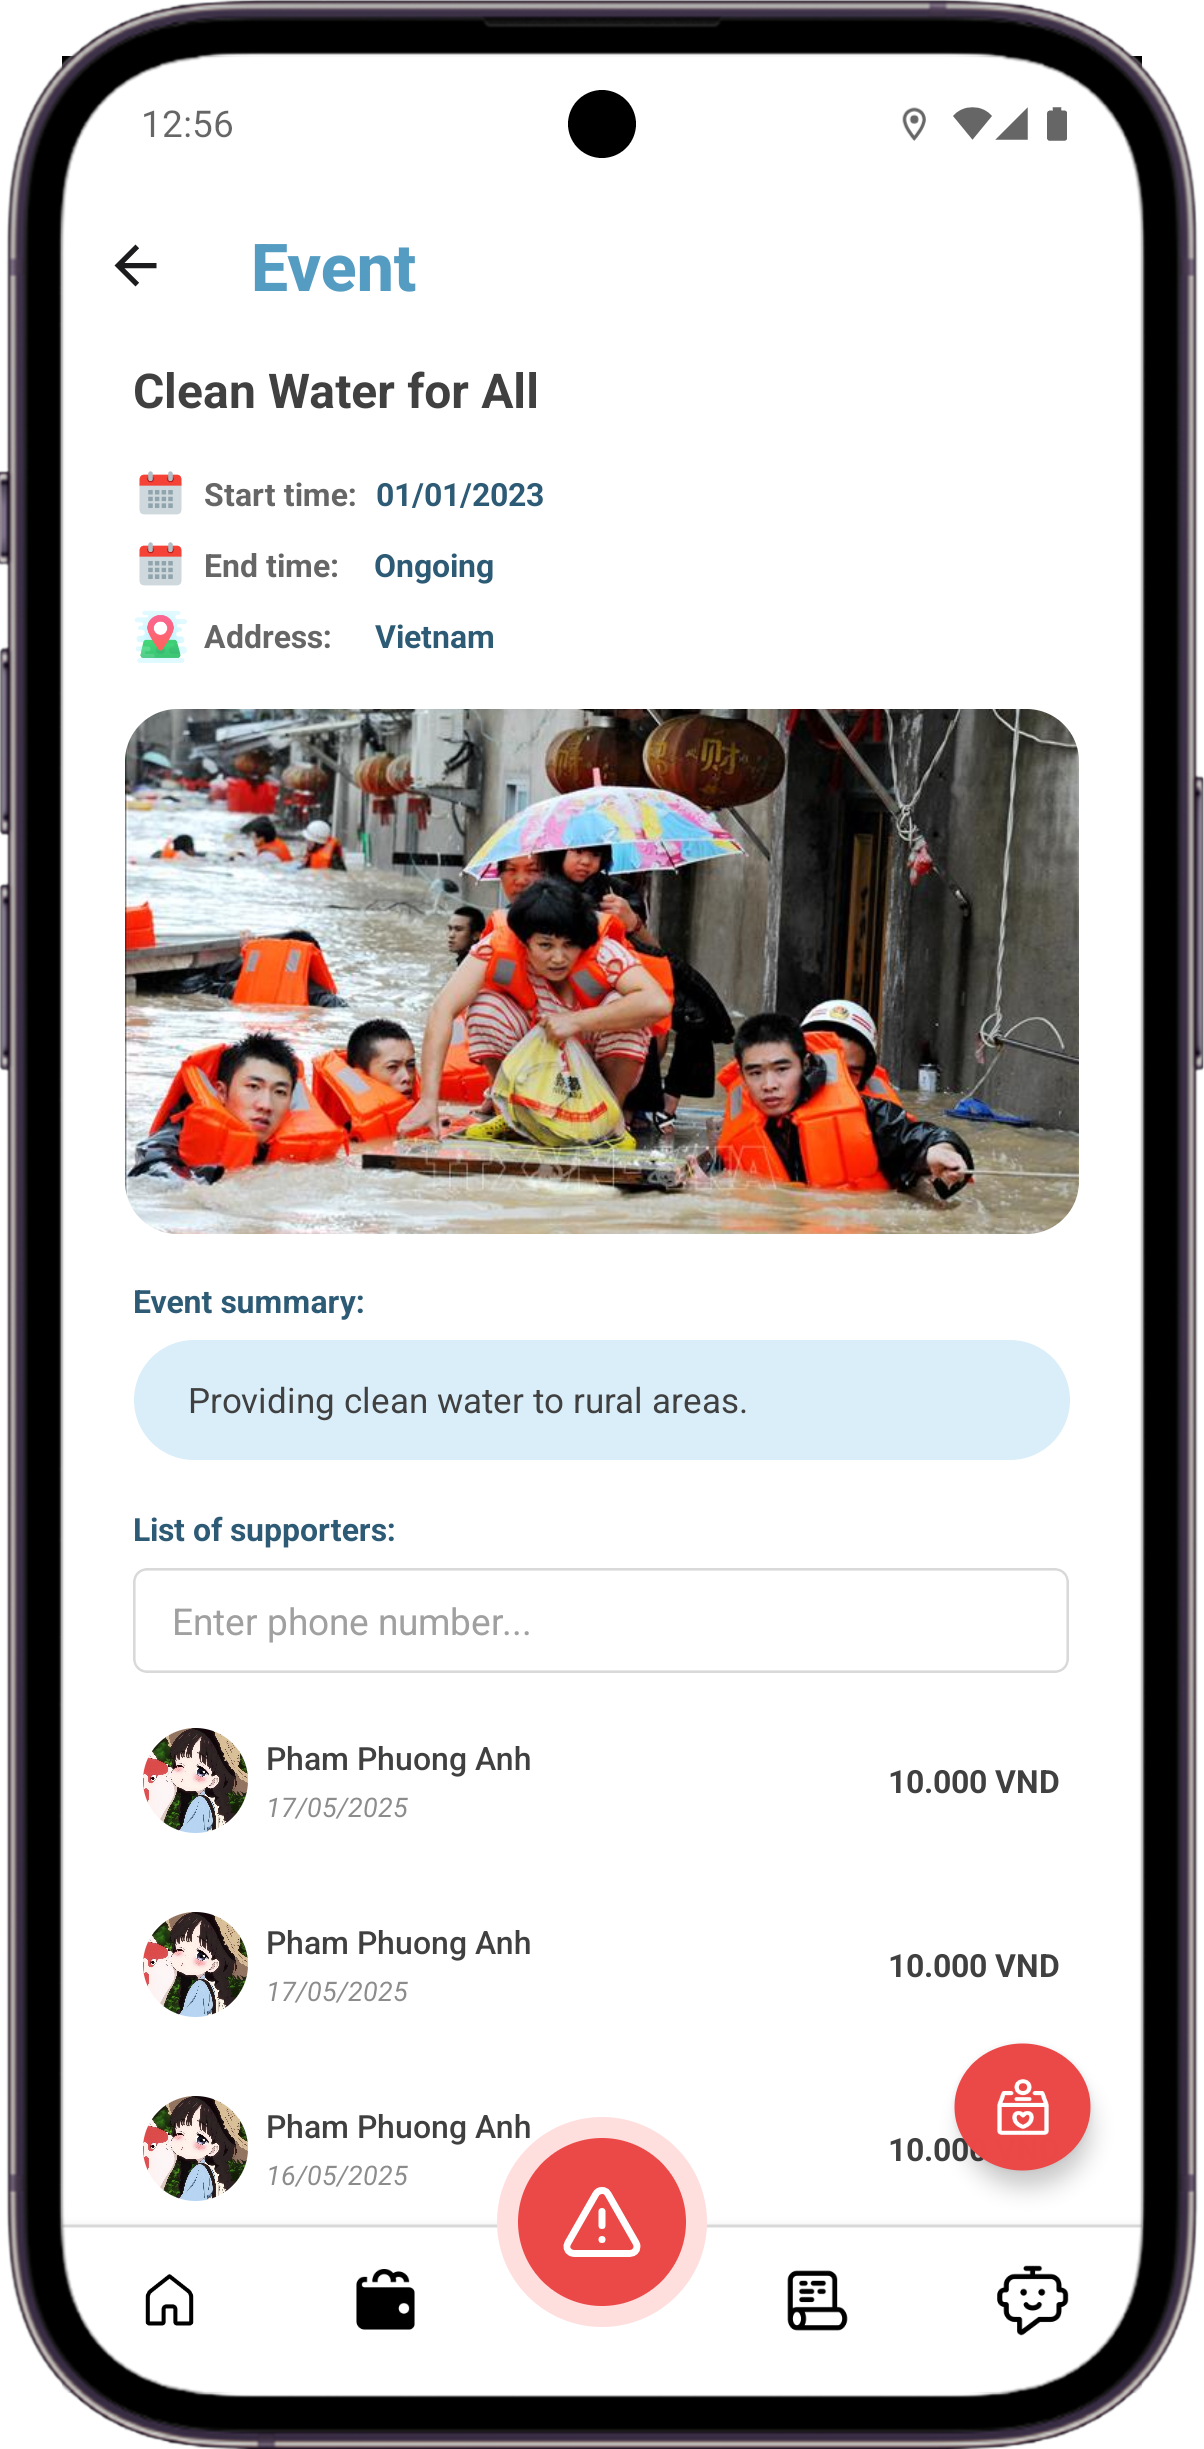 12:56
Event
Clean Water for All
Start time: 01/01/2023
End time: Ongoing
Address: Vietnam
财
Event summary:
Providing clean water to rural areas.
List of supporters:
Enter phone number...
Pham Phuong Anh
17/05/2025
10.000 VND
Pham Phuong Anh
17/05/2025
10.000 VND
Pham Phuong Anh
16/05/2025
10.000